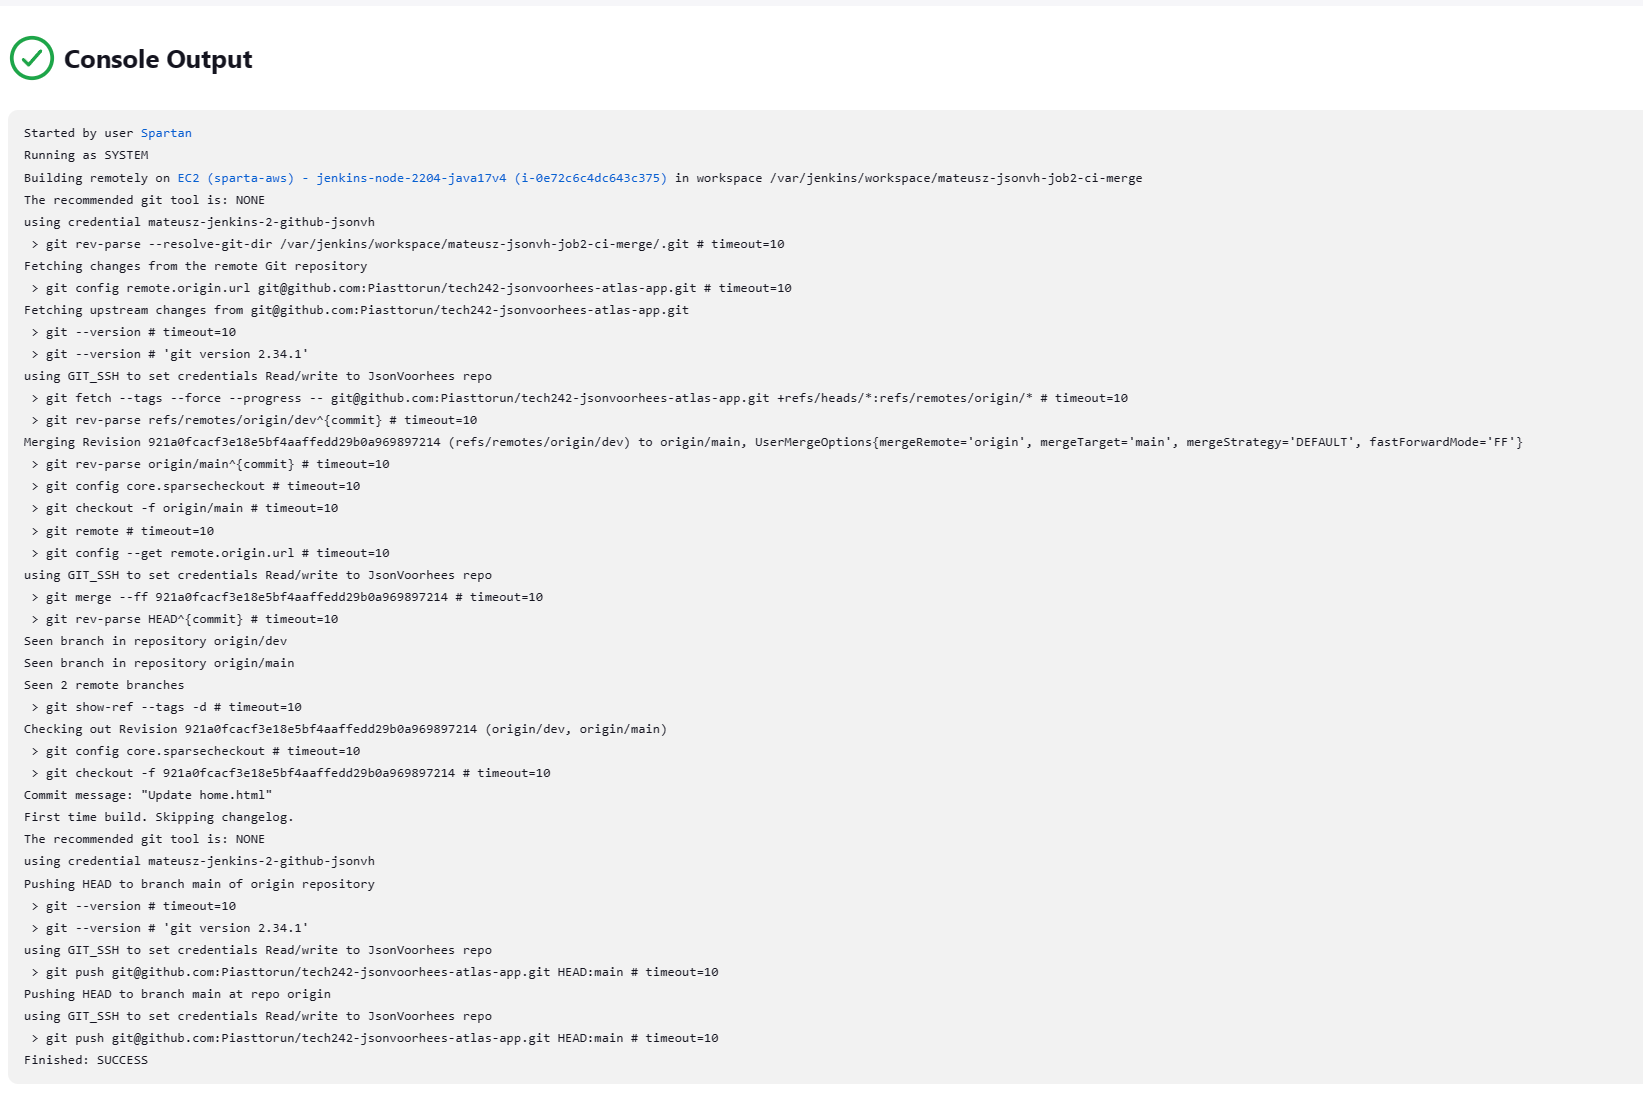 Console Output
Started by user Spartan
Running as SYSTEM
Building remotely on EC2 (sparta-aws) - jenkins-node-2204-java17v4 (i-0e72c6c4dc643c375) in workspace /var/jenkins/workspace/mateusz-jsonvh-job2-ci-merge
The recommended git tool is: NONE
using credential mateusz-jenkins-2-github-jsonvh
> git rev-parse --resolve-git-dir /var/jenkins/workspace/mateusz-jsonvh-job2-ci-merge/.git # timeout=10
Fetching changes from the remote Git repository
> git config remote.origin.url git@github.com:Piasttorun/tech242-jsonvoorhees-atlas-app.git # timeout=10
Fetching upstream changes from git@github.com:Piasttorun/tech242-jsonvoorhees-atlas-app.git
> git --version # timeout=10
> git --version # 'git version 2.34.1'
using GIT_SSH to set credentials Read/write to JsonVoorhees repo
> git fetch --tags --force --progress -- git@github.com:Piasttorun/tech242-jsonvoorhees-atlas-app.git +refs/heads/*:refs/remotes/origin/* # timeout=10
> git rev-parse refs/remotes/origin/dev^{commit} # timeout=10
Merging Revision 921a0fcacf3e18e5bf4aaffedd29b0a969897214 (refs/remotes/origin/dev) to origin/main, UserMergeOptions{mergeRemote='origin', mergeTarget='main', mergeStrategy='DEFAULT', fastForwardMode='FF'}
> git rev-parse origin/main^{commit} # timeout=10
> git config core.sparsecheckout # timeout=10
> git checkout -f origin/main # timeout=10
> git remote # timeout=10
> git config --get remote.origin.url # timeout=10
using GIT_SSH to set credentials Read/write to JsonVoorhees repo
> git merge --ff 921a0fcacf3e18e5bf4aaffedd29b0a969897214 # timeout=10
> git rev-parse HEAD^{commit} # timeout=10
Seen branch in repository origin/dev
Seen branch in repository origin/main
Seen 2 remote branches
> git show-ref --tags -d # timeout=10
Checking out Revision 921a0fcacf3e18e5bf4aaffedd29b0a969897214 (origin/dev, origin/main)
> git config core.sparsecheckout # timeout=10
> git checkout -f 921a0fcacf3e18e5bf4aaffedd29b0a969897214 # timeout=10
Commit message: "Update home.html"
First time build. Skipping changelog.
The recommended git tool is: NONE
using credential mateusz-jenkins-2-github-jsonvh
Pushing HEAD to branch main of origin repository
> git --version # timeout=10
> git --version # 'git version 2.34.1'
using GIT_SSH to set credentials Read/write to JsonVoorhees repo
> git push git@github.com:Piasttorun/tech242-jsonvoorhees-atlas-app.git HEAD:main # timeout=10
Pushing HEAD to branch main at repo origin
using GIT_SSH to set credentials Read/write to JsonVoorhees repo
> git push git@github.com:Piasttorun/tech242-jsonvoorhees-atlas-app.git HEAD:main # timeout=10
Finished: SUCCESS